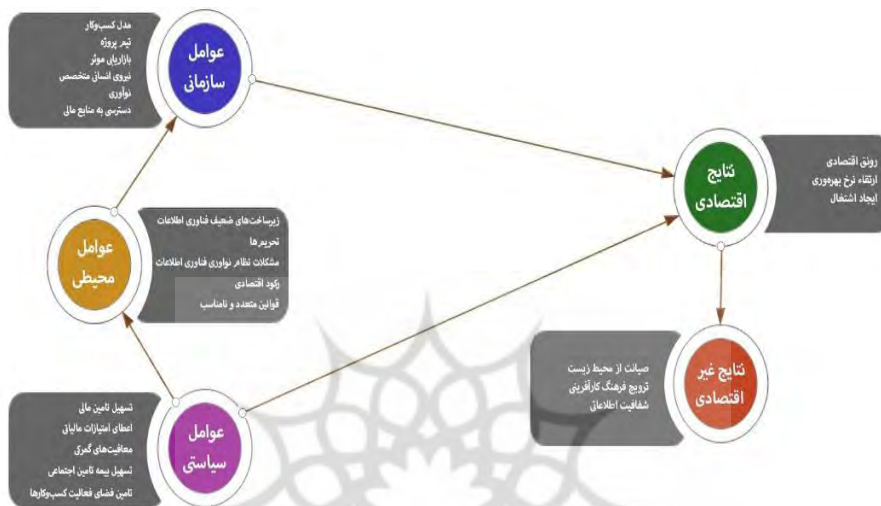 مدل کسب‌وکار
تیم پروژه
بازاریابی موثر
نیروی انسانی متخصص
نوآوری
دسترسی به منابع مالی
عوامل
سازمانی
نتایج
اقتصادی
رونق اقتصادی
ارتقاء نرخ بهره‌وری
ایجاد اشتغال
عوامل
محیطی
زیرساخت‌های ضعیف فناوری اطلاعات
تحریم‌ها
مشکلات نظام نوآوری فناوری اطلاعات
رکود اقتصادی
قوانین متعدد و نامناسب
نتایج غیر
اقتصادی
صیانت از محیط زیست
ترویج فرهنگ کارآفرینی
شفافیت اطلاعاتی
عوامل
سیاستی
تسهیل تامین مالی
اعطای امتیازات مالیاتی
معافیت‌های گمرکی
تسهیل بیمه تامین اجتماعی
تامین فضای فعالیت کسب‌وکارها